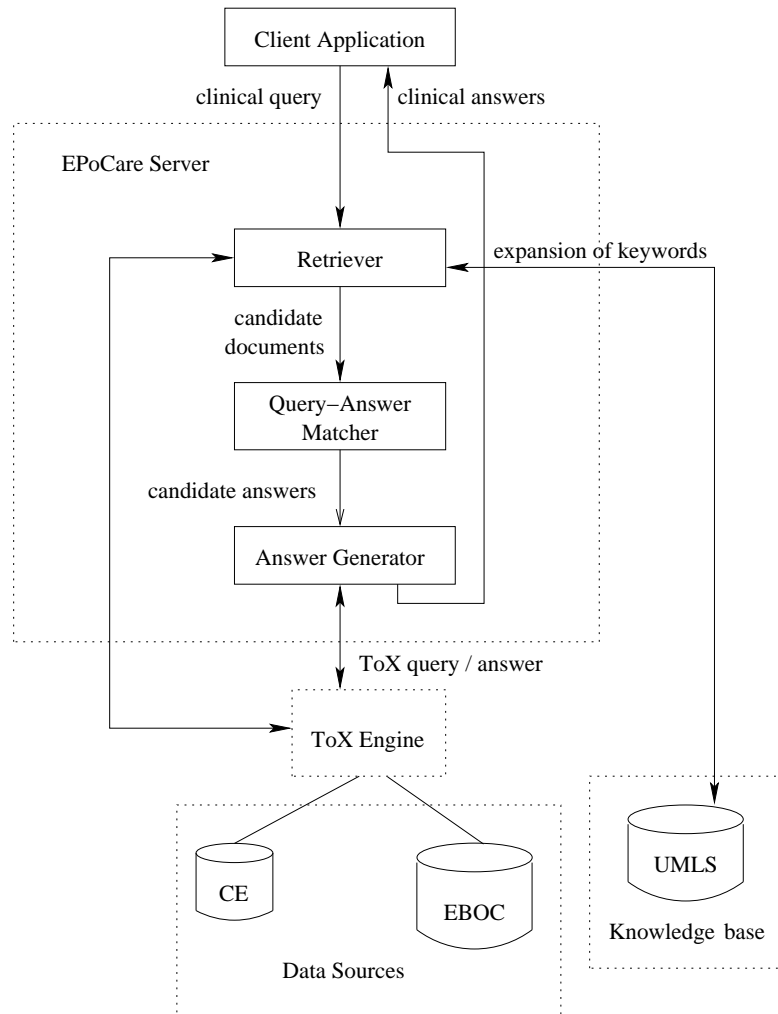 Client Application
clinical query
clinical answers
EPoCare Server
Retriever
expansion of keywords
candidate
documents
Query−Answer
Matcher
candidate answers
Answer Generator
ToX query / answer
ToX Engine
CE
EBOC
UMLS
Knowledge base
Data Sources